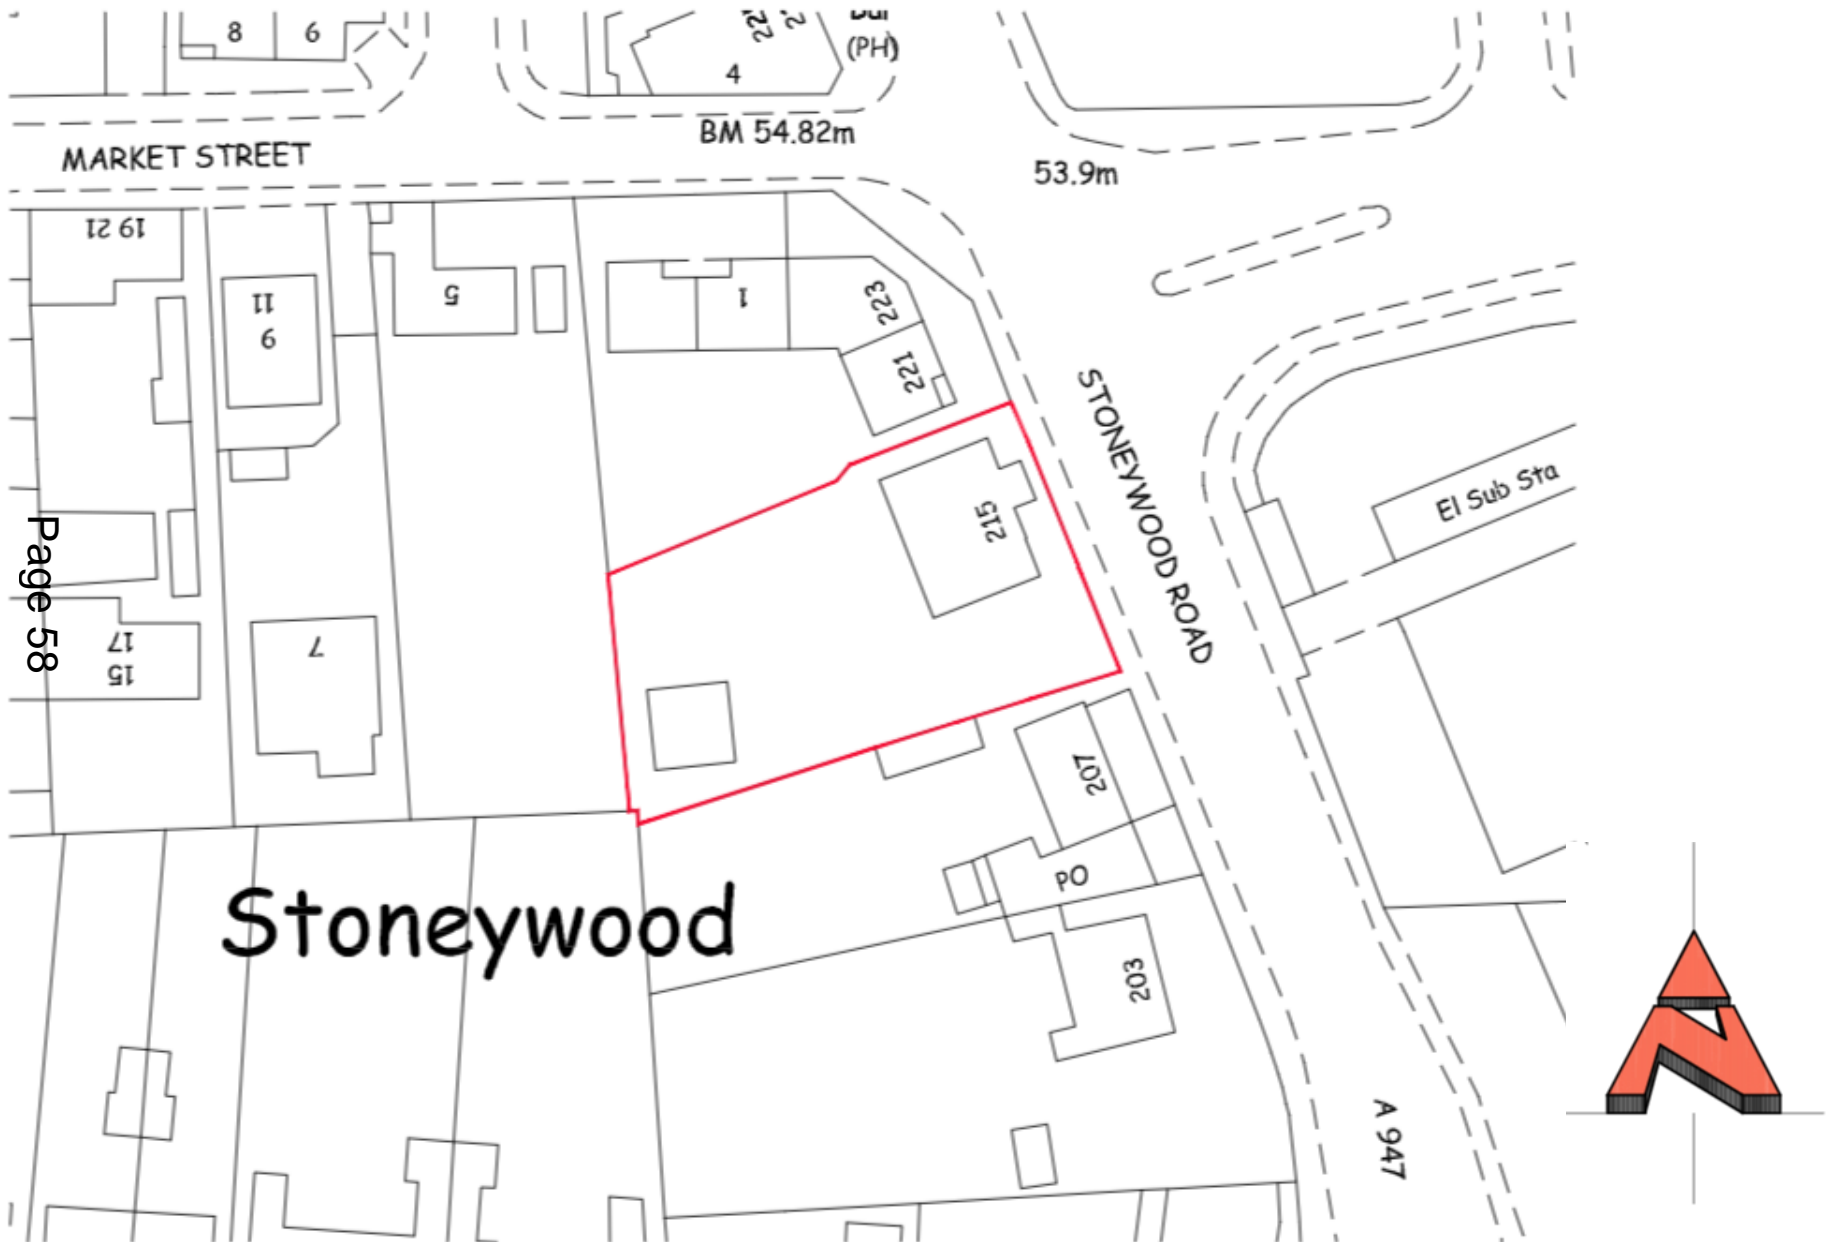 8
6
4
(PH)
BM 54.82m
MARKET STREET
53.9m
19 21
11
9
5
1
223
221
STONEYWOOD ROAD
El Sub Sta
215
Page 58
17
15
7
207
PO
Stoneywood
203
A 947
N